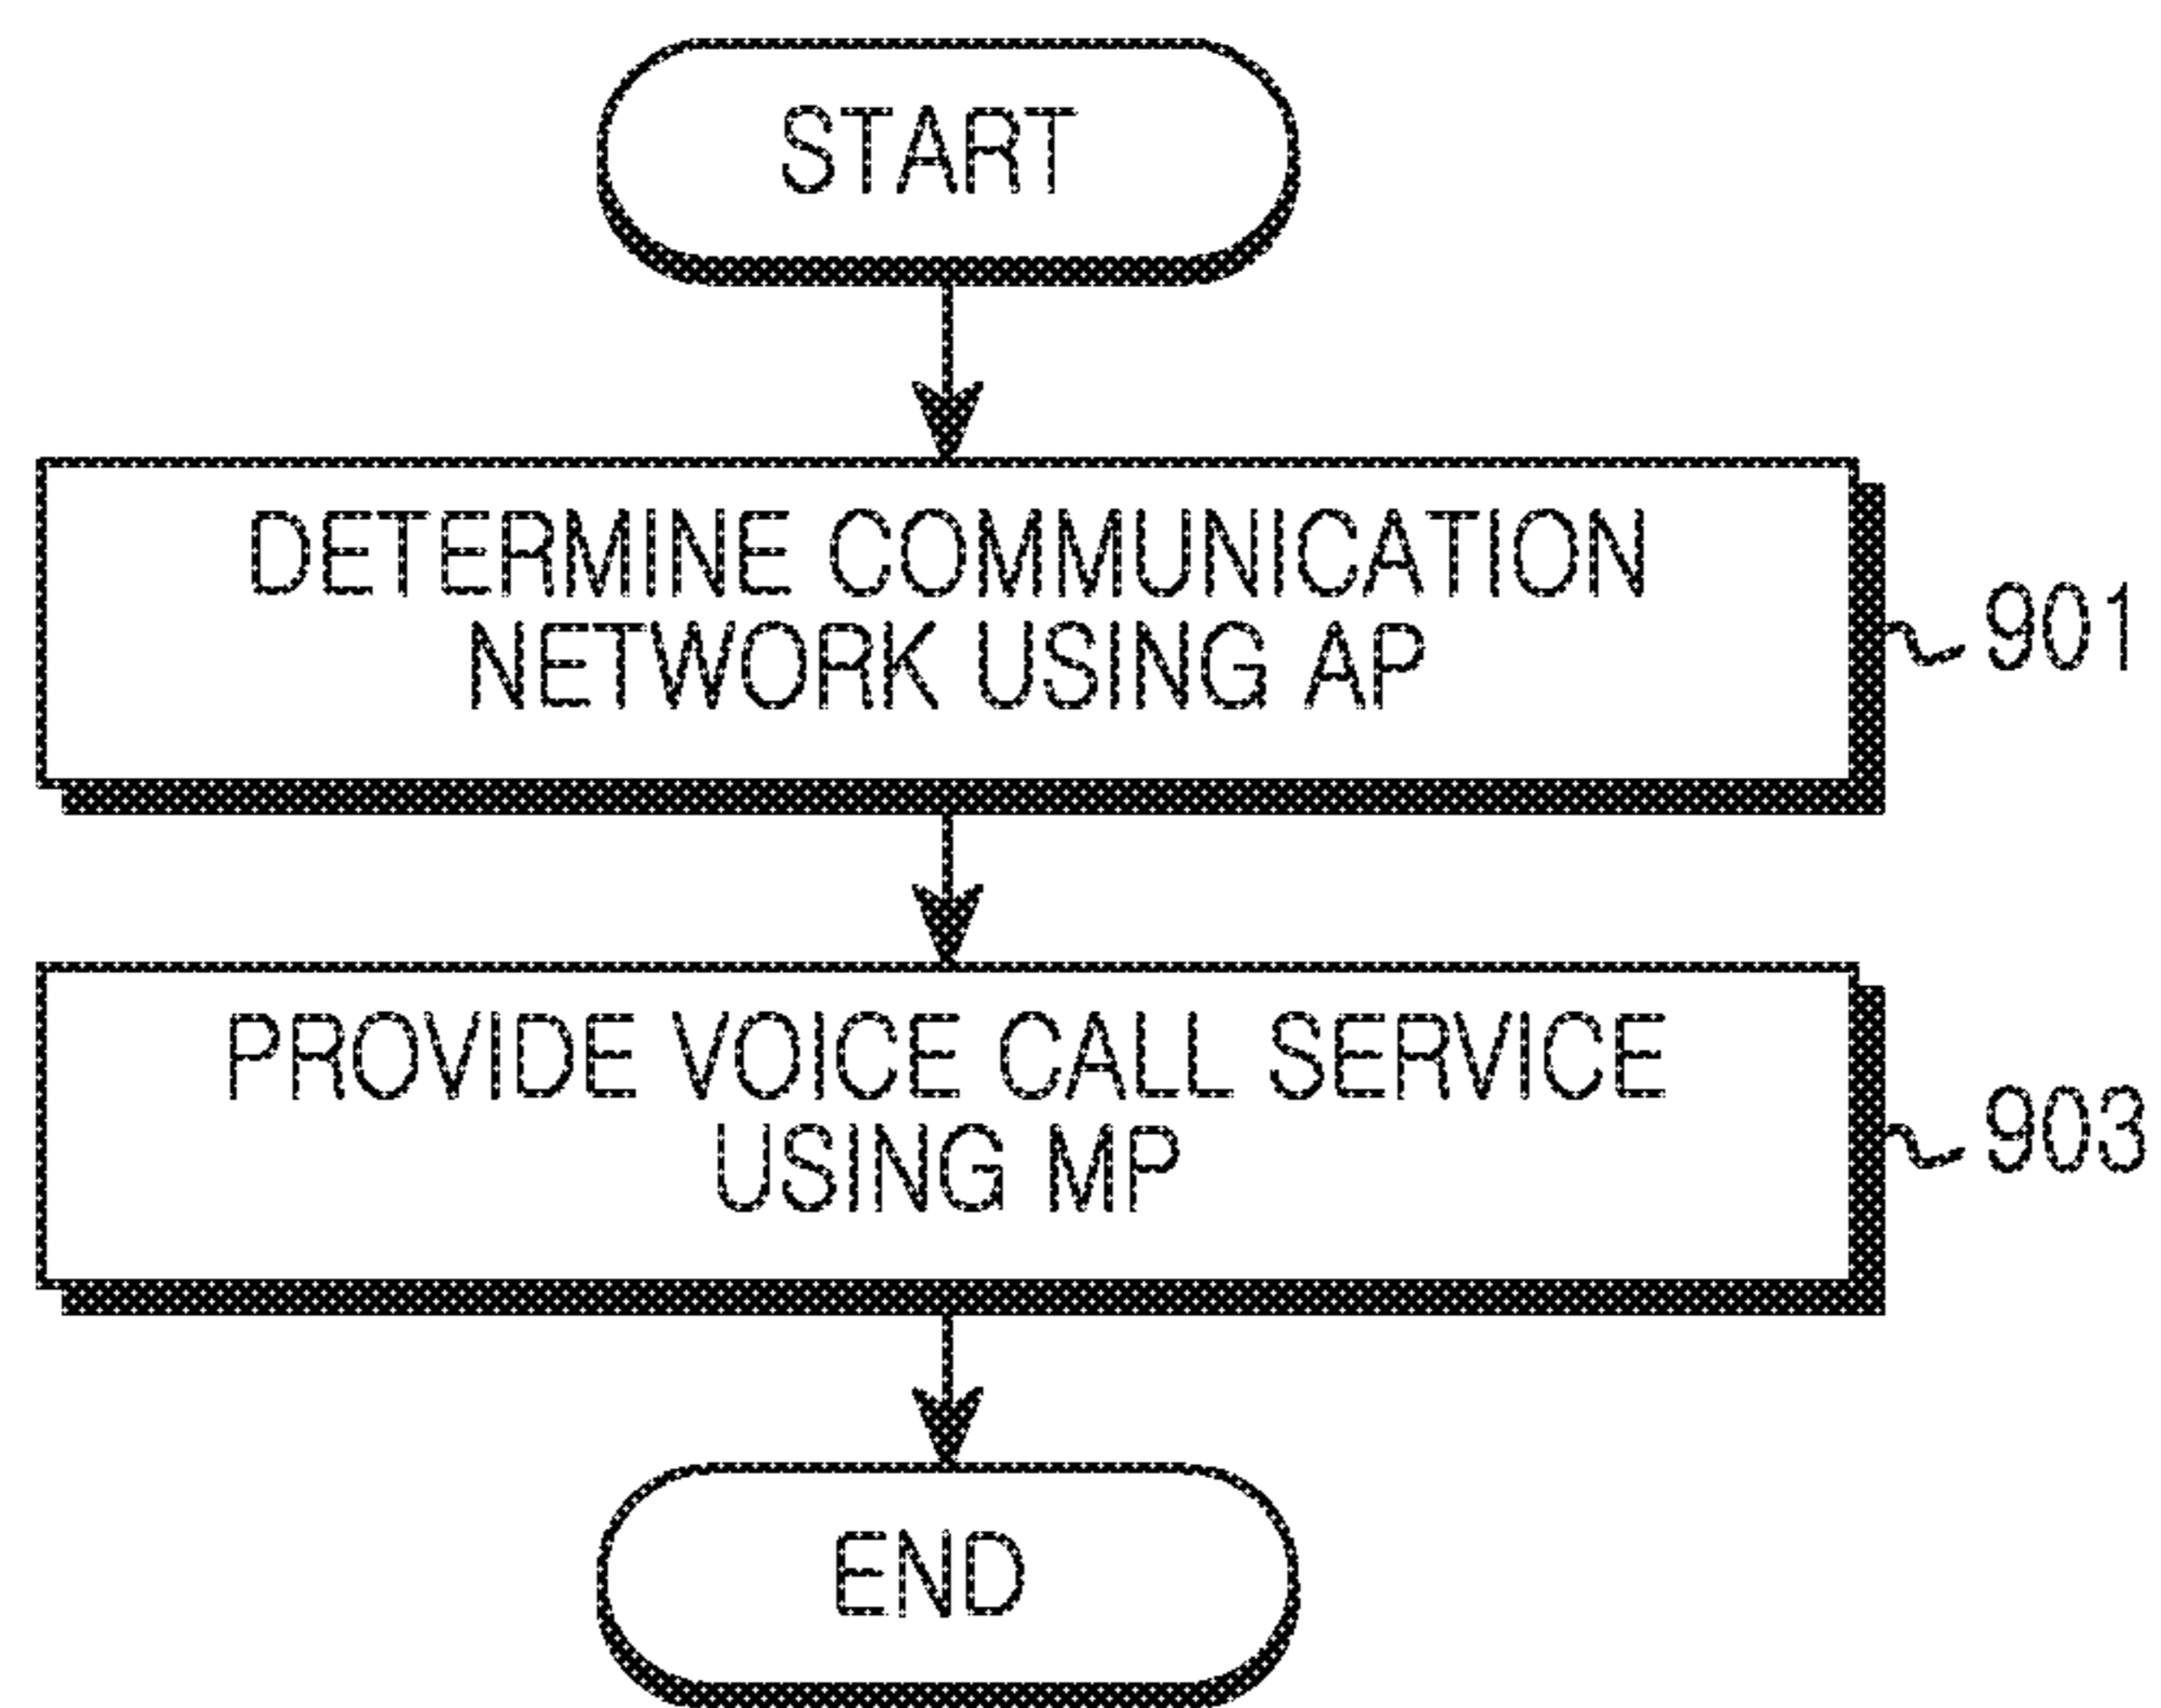 START
DETERMINE COMMUNICATION
NETWORK USING AP
901
PROVIDE VOICE CALL SERVICE
USING MP
903
END